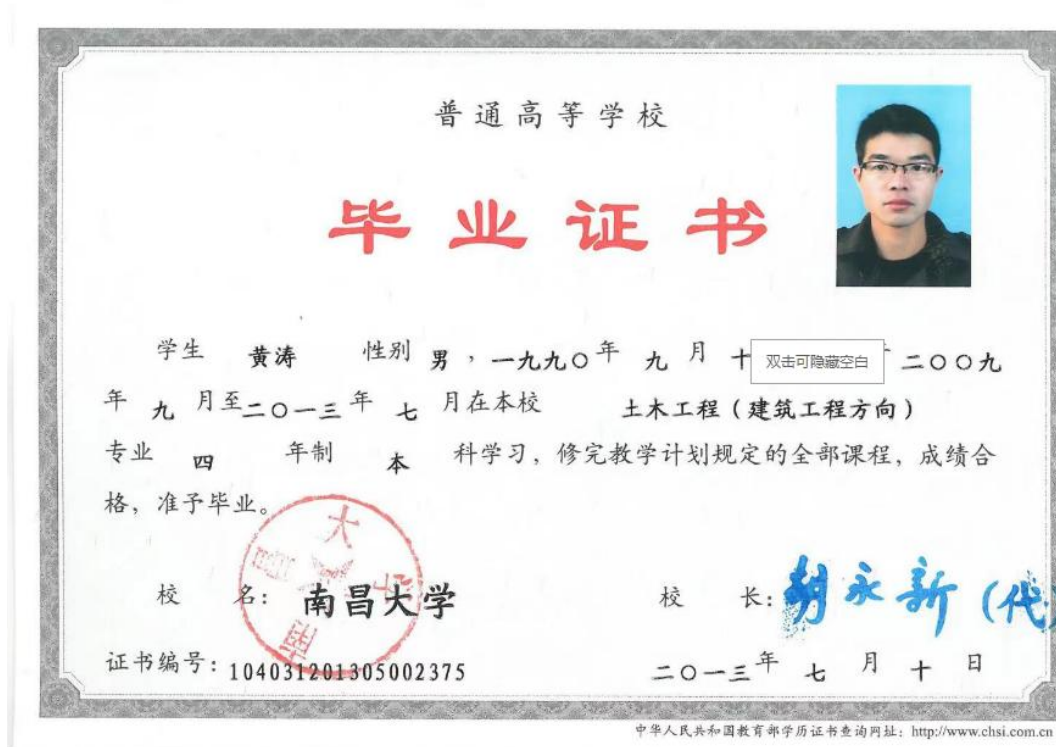 普通高等学校
毕业证书
学生 黄涛 性别 男，一九九〇年 九 月 十 双击可隐藏空白 二〇〇九
年 九 月至二〇一三年 七 月在本校 土木工程（建筑工程方向）
专业 四 年制 本 科学习，修完教学计划规定的全部课程，成绩合
格，准予毕业。
校 名：南昌大学 校 长：胡永新（代）
证书编号：104031201305002375 二〇一三年 七 月 十 日
中华人民共和国教育部学历证书查询网址：http://www.chsi.com.cn